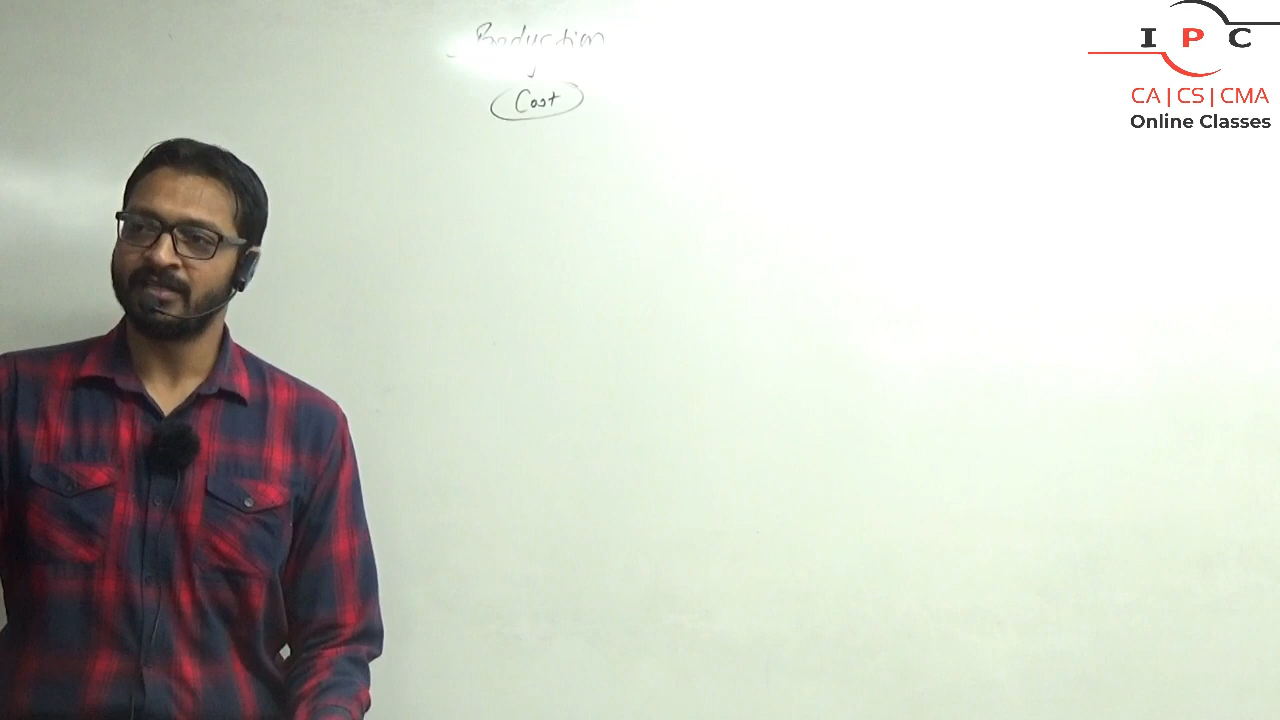 Production
Cost
I P C
CA | CS | CMA
Online Classes